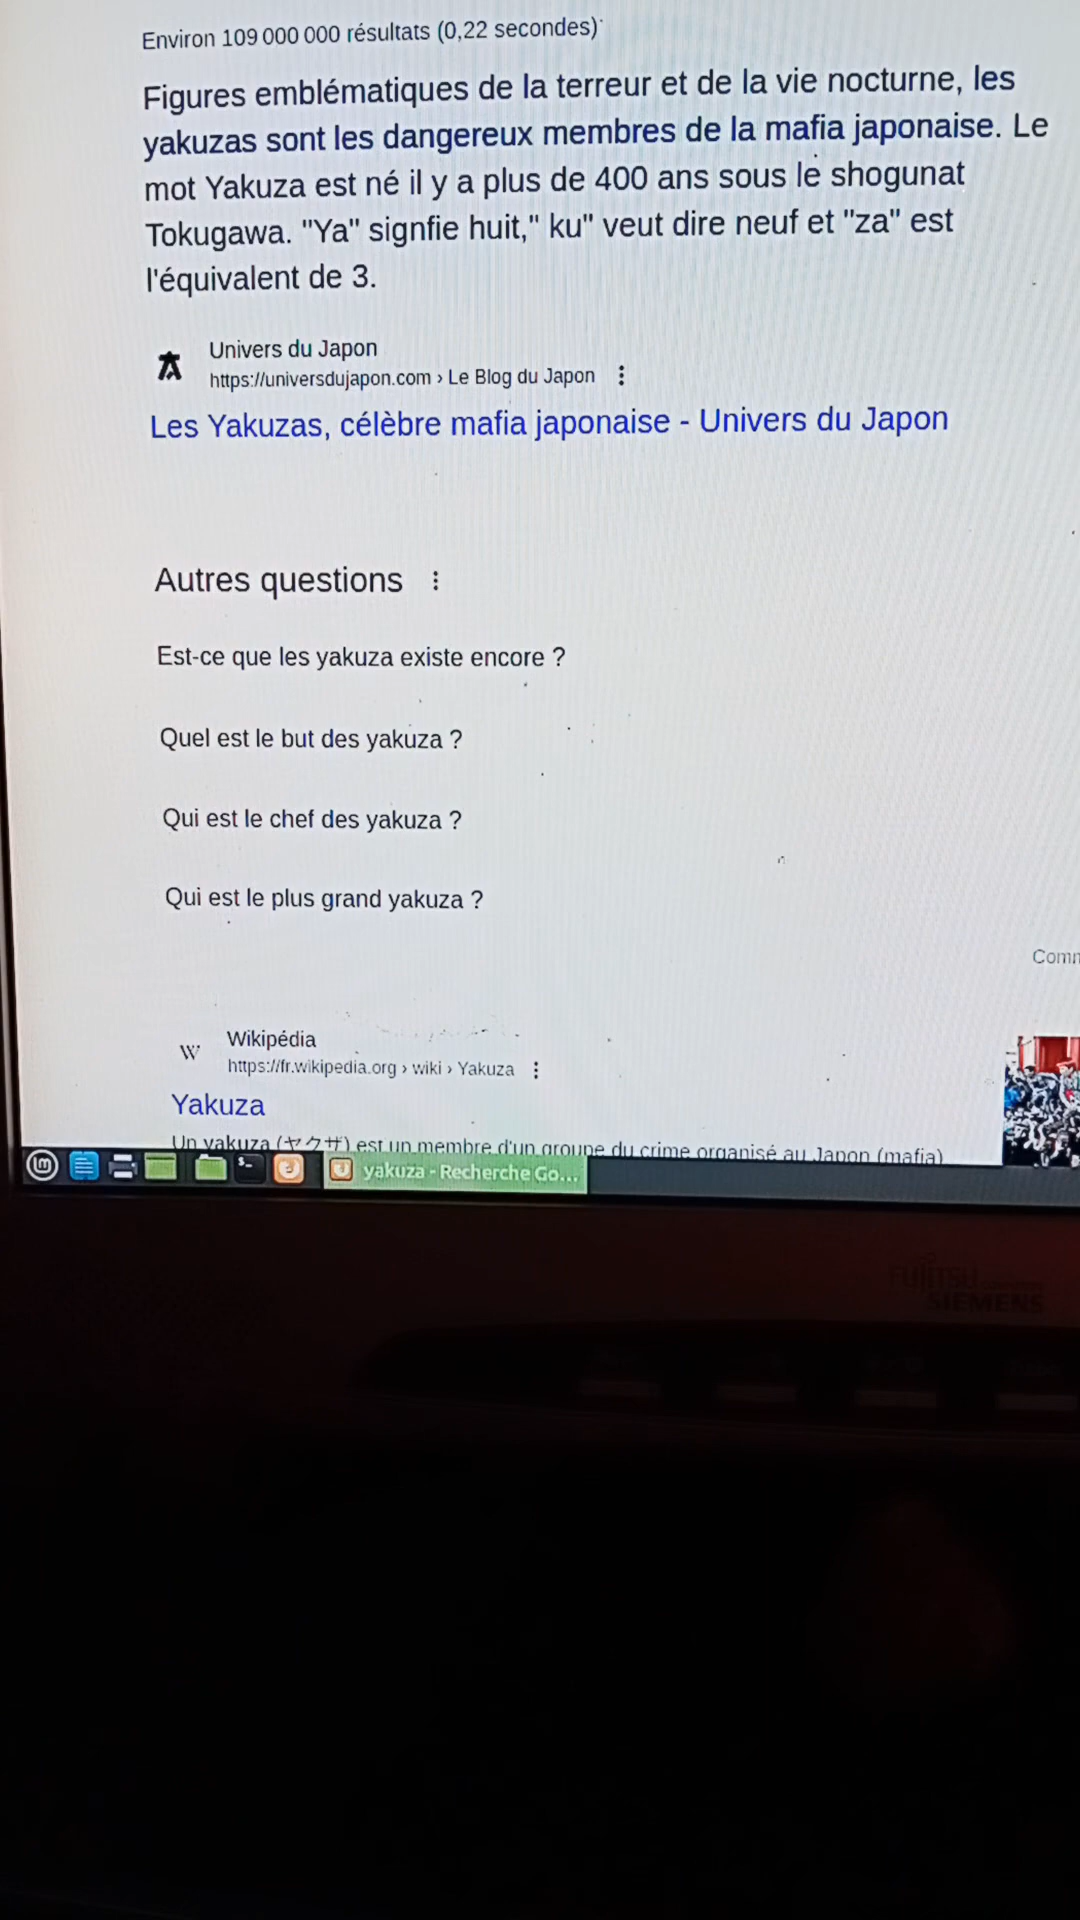 Environ 109 000 000 résultats (0,22 secondes)
Figures emblématiques de la terreur et de la vie nocturne, les
yakuzas sont les dangereux membres de la mafia japonaise. Le
mot Yakuza est né il y a plus de 400 ans sous le shogunat
Tokugawa. "Ya" signfie huit," ku" veut dire neuf et "za" est
l'équivalent de 3.
Univers du Japon
https://universdujapon.com › Le Blog du Japon
Les Yakuzas, célèbre mafia japonaise - Univers du Japon
Autres questions
Est-ce que les yakuza existe encore ?
Quel est le but des yakuza ?
Qui est le chef des yakuza ?
Qui est le plus grand yakuza ?
W
Wikipédia
https://fr.wikipedia.org › wiki › Yakuza
Yakuza
Un yakuza (ヤクザ) est un membre d'un groupe du crime organisé au Japon (mafia)
yakuza - Recherche Go...
FUJITSU
SIEMENS